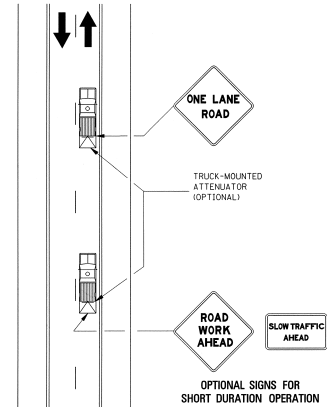 ONE LANE
ROAD
TRUCK-MOUNTED
ATTENUATOR
(OPTIONAL)
ROAD
WORK
AHEAD
SLOW TRAFFIC
AHEAD
OPTIONAL SIGNS FOR
SHORT DURATION OPERATION